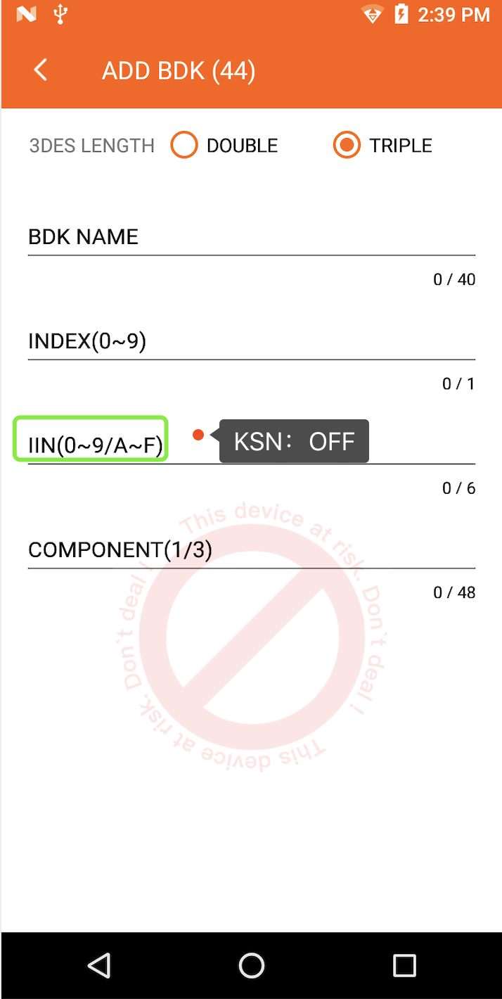 2:39 PM
ADD BDK (44)
3DES LENGTH DOUBLE TRIPLE
BDK NAME
0 / 40
INDEX(0~9)
0 / 1
IIN(0~9/A~F)
KSN: OFF
0 / 6
COMPONENT(1/3)
0 / 48
This device at risk. Don`t deal !
This device at risk. Don`t deal !